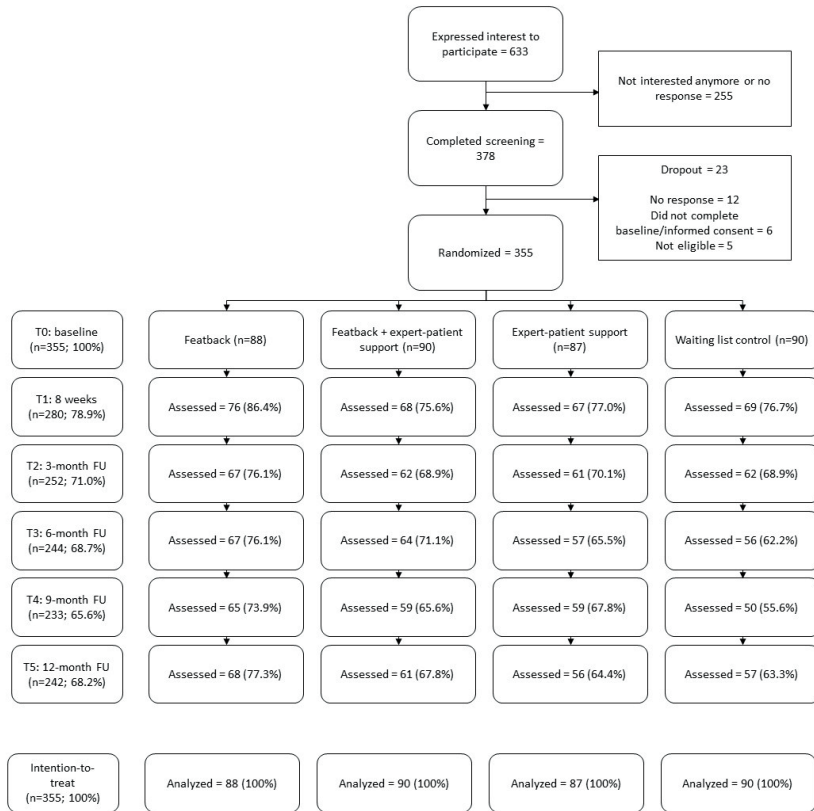 Expressed interest to
participate = 633
Not interested anymore or no
response = 255
Completed screening =
378
Dropout = 23
No response = 12
Did not complete
baseline/informed consent = 6
Not eligible = 5
Randomized = 355
T0: baseline
(n=355; 100%)
Featback (n=88)
Featback + expert-patient
support (n=90)
Expert-patient support
(n=87)
Waiting list control (n=90)
T1: 8 weeks
(n=280; 78.9%)
Assessed = 76 (86.4%)
Assessed = 68 (75.6%)
Assessed = 67 (77.0%)
Assessed = 69 (76.7%)
T2: 3-month FU
(n=252; 71.0%)
Assessed = 67 (76.1%)
Assessed = 62 (68.9%)
Assessed = 61 (70.1%)
Assessed = 62 (68.9%)
T3: 6-month FU
(n=244; 68.7%)
Assessed = 67 (76.1%)
Assessed = 64 (71.1%)
Assessed = 57 (65.5%)
Assessed = 56 (62.2%)
T4: 9-month FU
(n=233; 65.6%)
Assessed = 65 (73.9%)
Assessed = 59 (65.6%)
Assessed = 59 (67.8%)
Assessed = 50 (55.6%)
T5: 12-month FU
(n=242; 68.2%)
Assessed = 68 (77.3%)
Assessed = 61 (67.8%)
Assessed = 56 (64.4%)
Assessed = 57 (63.3%)
Intention-to-
treat
(n=355; 100%)
Analyzed = 88 (100%)
Analyzed = 90 (100%)
Analyzed = 87 (100%)
Analyzed = 90 (100%)